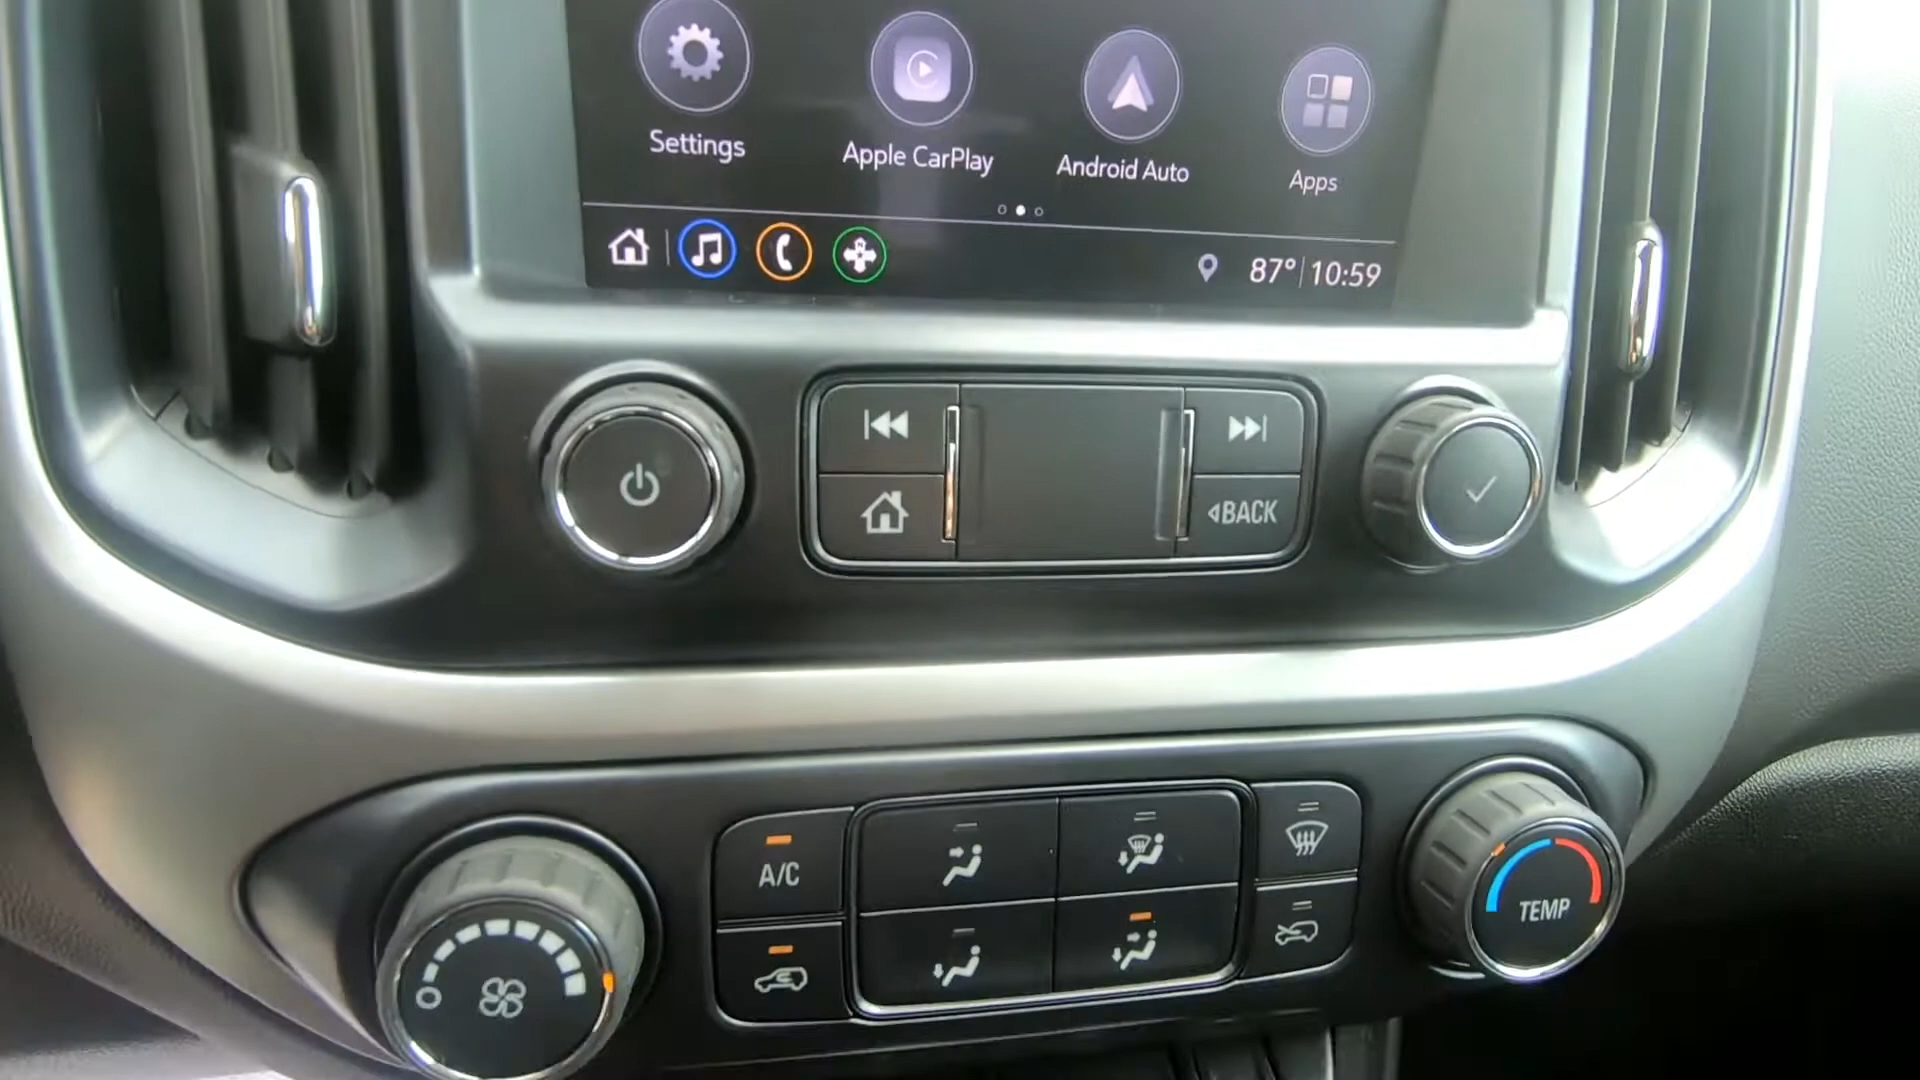 Settings
Apple CarPlay
Android Auto
Apps
87° 10:59
BACK
A/C
TEMP